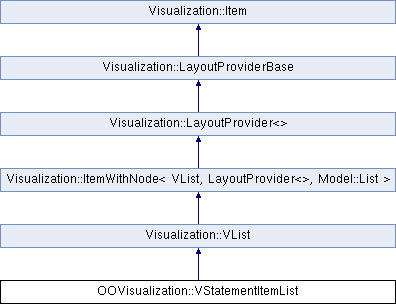 Visualization::Item
Visualization::LayoutProviderBase
Visualization::LayoutProvider<>
Visualization::ItemWithNode< VList, LayoutProvider<>, Model::List >
Visualization::VList
OOVisualization::VStatementItemList